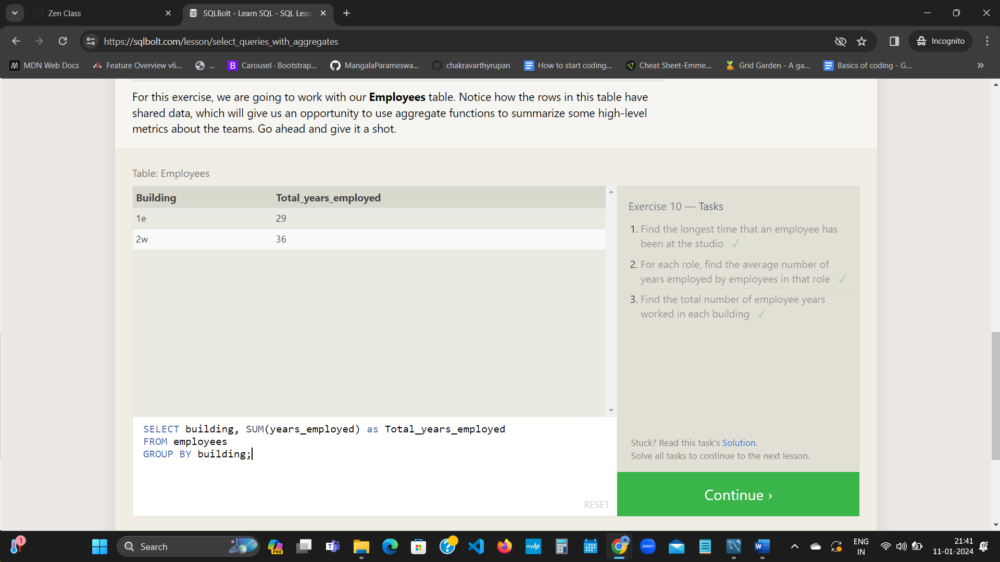 Zen Class
SQLBolt - Learn SQL - SQL Less
https://sqlbolt.com/lesson/select_queries_with_aggregates
Incognito
MDN Web Docs
Feature Overview v6...
...
Carousel · Bootstrap...
MangalaParameswa...
chakravarthyrupan
How to start coding...
Cheat Sheet-Emme...
Grid Garden - A ga...
Basics of coding - G...
For this exercise, we are going to work with our Employees table. Notice how the rows in this table have
shared data, which will give us an opportunity to use aggregate functions to summarize some high-level
metrics about the teams. Go ahead and give it a shot.
Table: Employees
Building Total_years_employed
1e 29
2w 36
Exercise 10 — Tasks
1. Find the longest time that an employee has
been at the studio ✓
2. For each role, find the average number of
years employed by employees in that role ✓
3. Find the total number of employee years
worked in each building ✓
SELECT building, SUM(years_employed) as Total_years_employed
FROM employees
GROUP BY building;
RESET
Stuck? Read this task's Solution.
Solve all tasks to continue to the next lesson.
Continue ›
1
Search
PRE
myhp
zoom
ENG
IN
21:41
11-01-2024